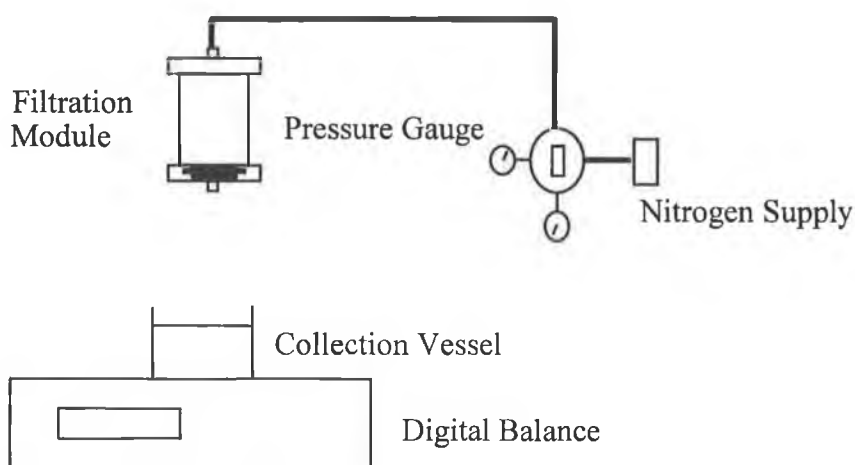 Filtration
Module
Pressure Gauge
Nitrogen Supply
Collection Vessel
Digital Balance